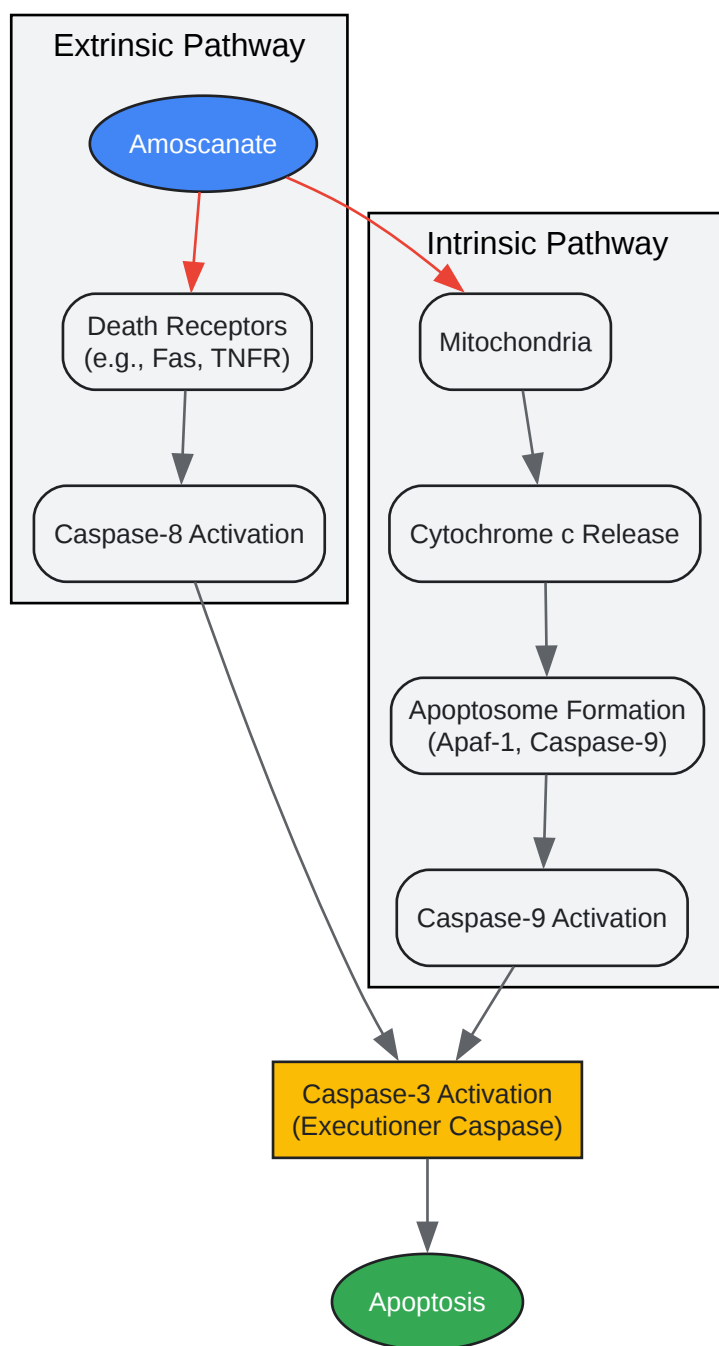 Extrinsic Pathway
Amoscanate
Death Receptors
(e.g., Fas, TNFR)
Caspase-8 Activation
Intrinsic Pathway
Mitochondria
Cytochrome c Release
Apoptosome Formation
(Apaf-1, Caspase-9)
Caspase-9 Activation
Caspase-3 Activation
(Executioner Caspase)
Apoptosis